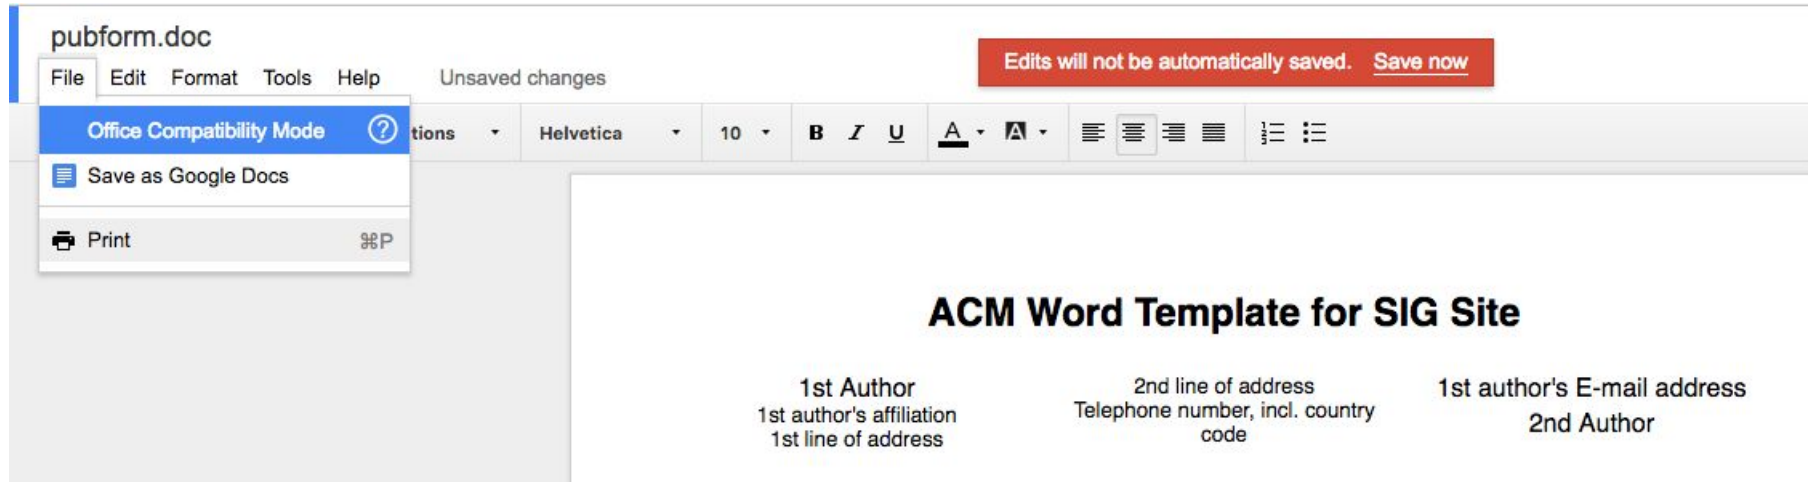 pubform.doc
File Edit Format Tools Help Unsaved changes
Edits will not be automatically saved. Save now
Office Compatibility Mode ?
tions Helvetica 10 B I U A A
Save as Google Docs
Print ⌘P
ACM Word Template for SIG Site
1st Author
1st author's affiliation
1st line of address
2nd line of address
Telephone number, incl. country
code
1st author's E-mail address
2nd Author